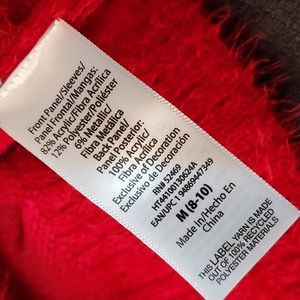 Front Panel/Sleeves/
Panel Frontal/Mangas:
82% Acrylic/Fibra Acrílica
12% Polyester/Poliéster
6% Metallic/
Fibra Metálica
Back Panel/
Panel Posterior:
100% Acrylic/
Fibra Acrílica
Exclusive of Decoration
Exclusivo de Decoración
RN# 52469
EAN/UPC 1 94869447349
M (8-10)
Made in/Hecho En
China
THIS LABEL YARN IS MADE
OUT OF 100% RECYCLED
POLYESTER MATERIALS